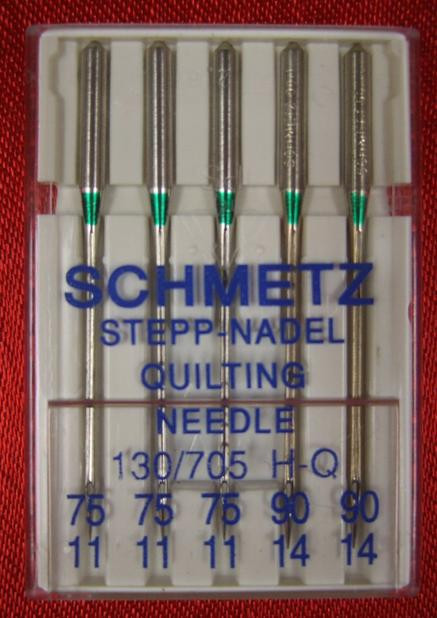 SCHMETZ
STEPP-NADEL
QUILTING
NEEDLE
130/705 H-Q
75 75 75 90 90
11 11 11 14 14